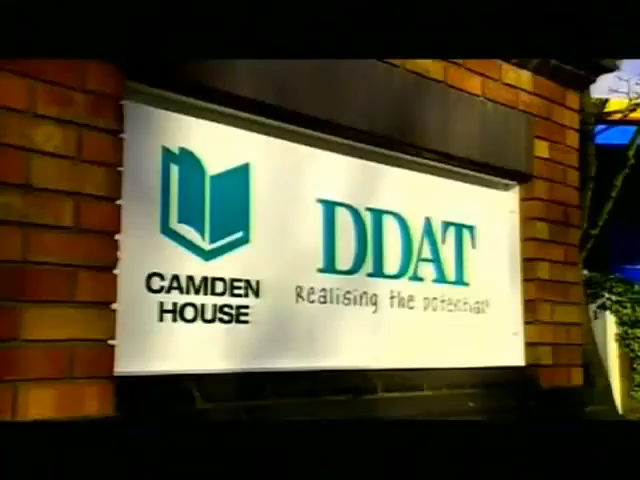 CAMDEN
HOUSE
DDAT
Realising the potential